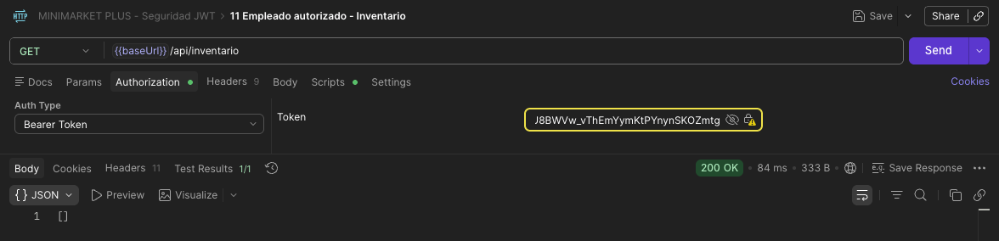 HTTP MINIMARKET PLUS - Seguridad JWT > 11 Empleado autorizado - Inventario Save Share
GET {{baseUrl}}/api/inventario Send
Docs Params Authorization Headers 9 Body Scripts Settings Cookies
Auth Type
Bearer Token
Token J8BWVw_vThEmYymKtPYnynSKOZmtg
Body Cookies Headers 11 Test Results 1/1 200 OK • 84 ms • 333 B • e.g. Save Response
{} JSON Preview Visualize
1 []